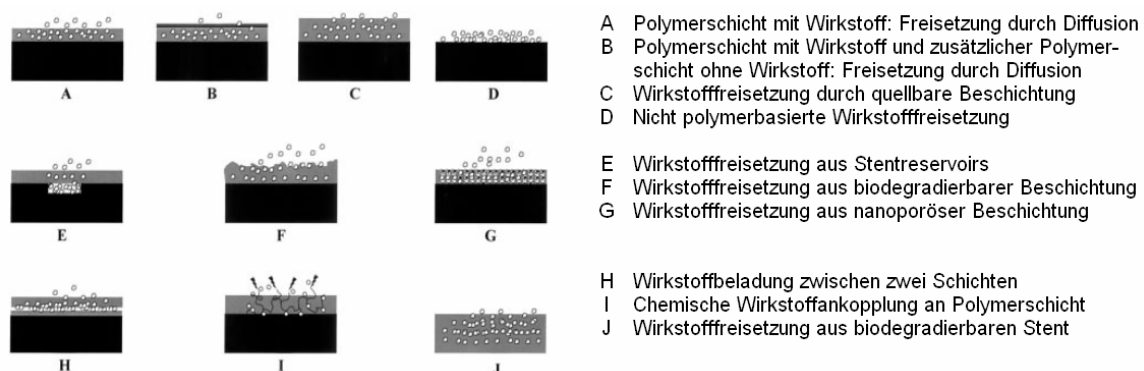 A B C D
E F G
H I J
A Polymerschicht mit Wirkstoff: Freisetzung durch Diffusion
B Polymerschicht mit Wirkstoff und zusätzlicher Polymer-
schicht ohne Wirkstoff: Freisetzung durch Diffusion
C Wirkstofffreisetzung durch quellbare Beschichtung
D Nicht polymerbasierte Wirkstofffreisetzung
E Wirkstofffreisetzung aus Stentreservoirs
F Wirkstofffreisetzung aus biodegradierbarer Beschichtung
G Wirkstofffreisetzung aus nanoporöser Beschichtung
H Wirkstoffbeladung zwischen zwei Schichten
I Chemische Wirkstoffankopplung an Polymerschicht
J Wirkstofffreisetzung aus biodegradierbaren Stent